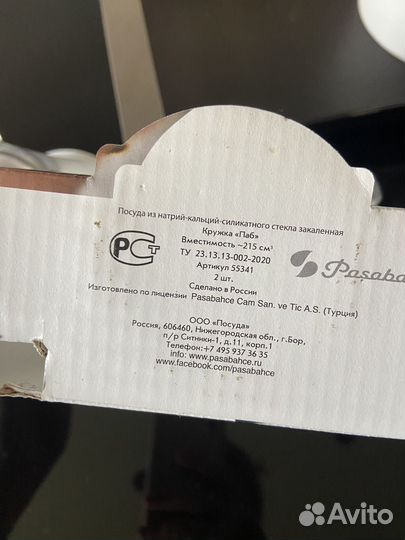 Посуда из натрий-кальций-силикатного стекла закаленная
Кружка «Паб»
Вместимость ~215 см³
ТУ 23.13.13-002-2020
Артикул 55341
2 шт.
Сделано в России
Изготовлено по лицензии Pasabahce Cam San. ve Tic A.S. (Турция)
РСТ
Pasabah
ООО «Посуда»
Россия, 606460, Нижегородская обл., г.Бор,
п/р Ситники-1, д.11, корп.1
Телефон:+7 495 937 36 35
info: www.pasabahce.ru
www.facebook.com/pasabahce
Avito